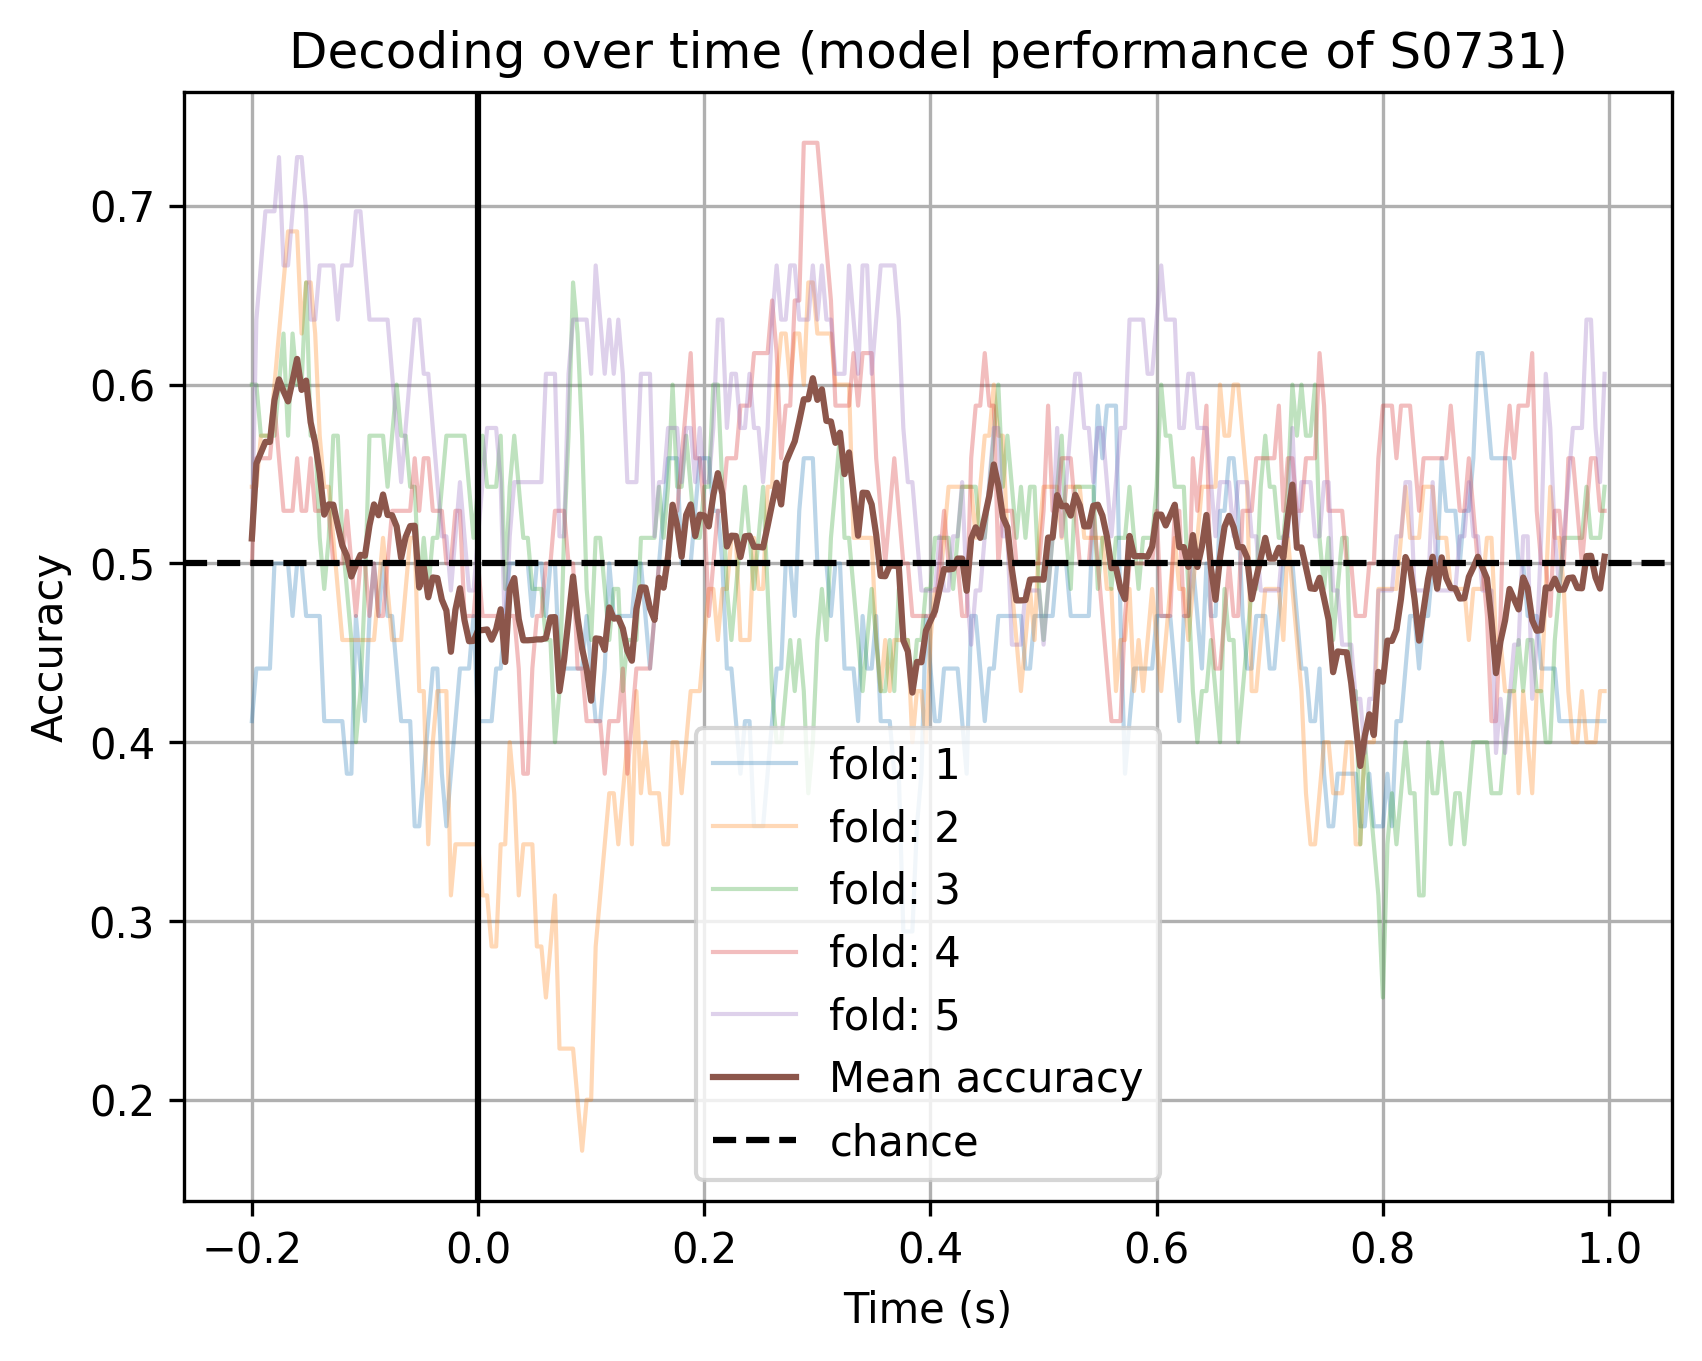 Decoding over time (model performance of S0731)
Accuracy
0.7
0.6
0.5
0.4
0.3
0.2
fold: 1
fold: 2
fold: 3
fold: 4
fold: 5
Mean accuracy
chance
−0.2 0.0 0.2 0.4 0.6 0.8 1.0
Time (s)